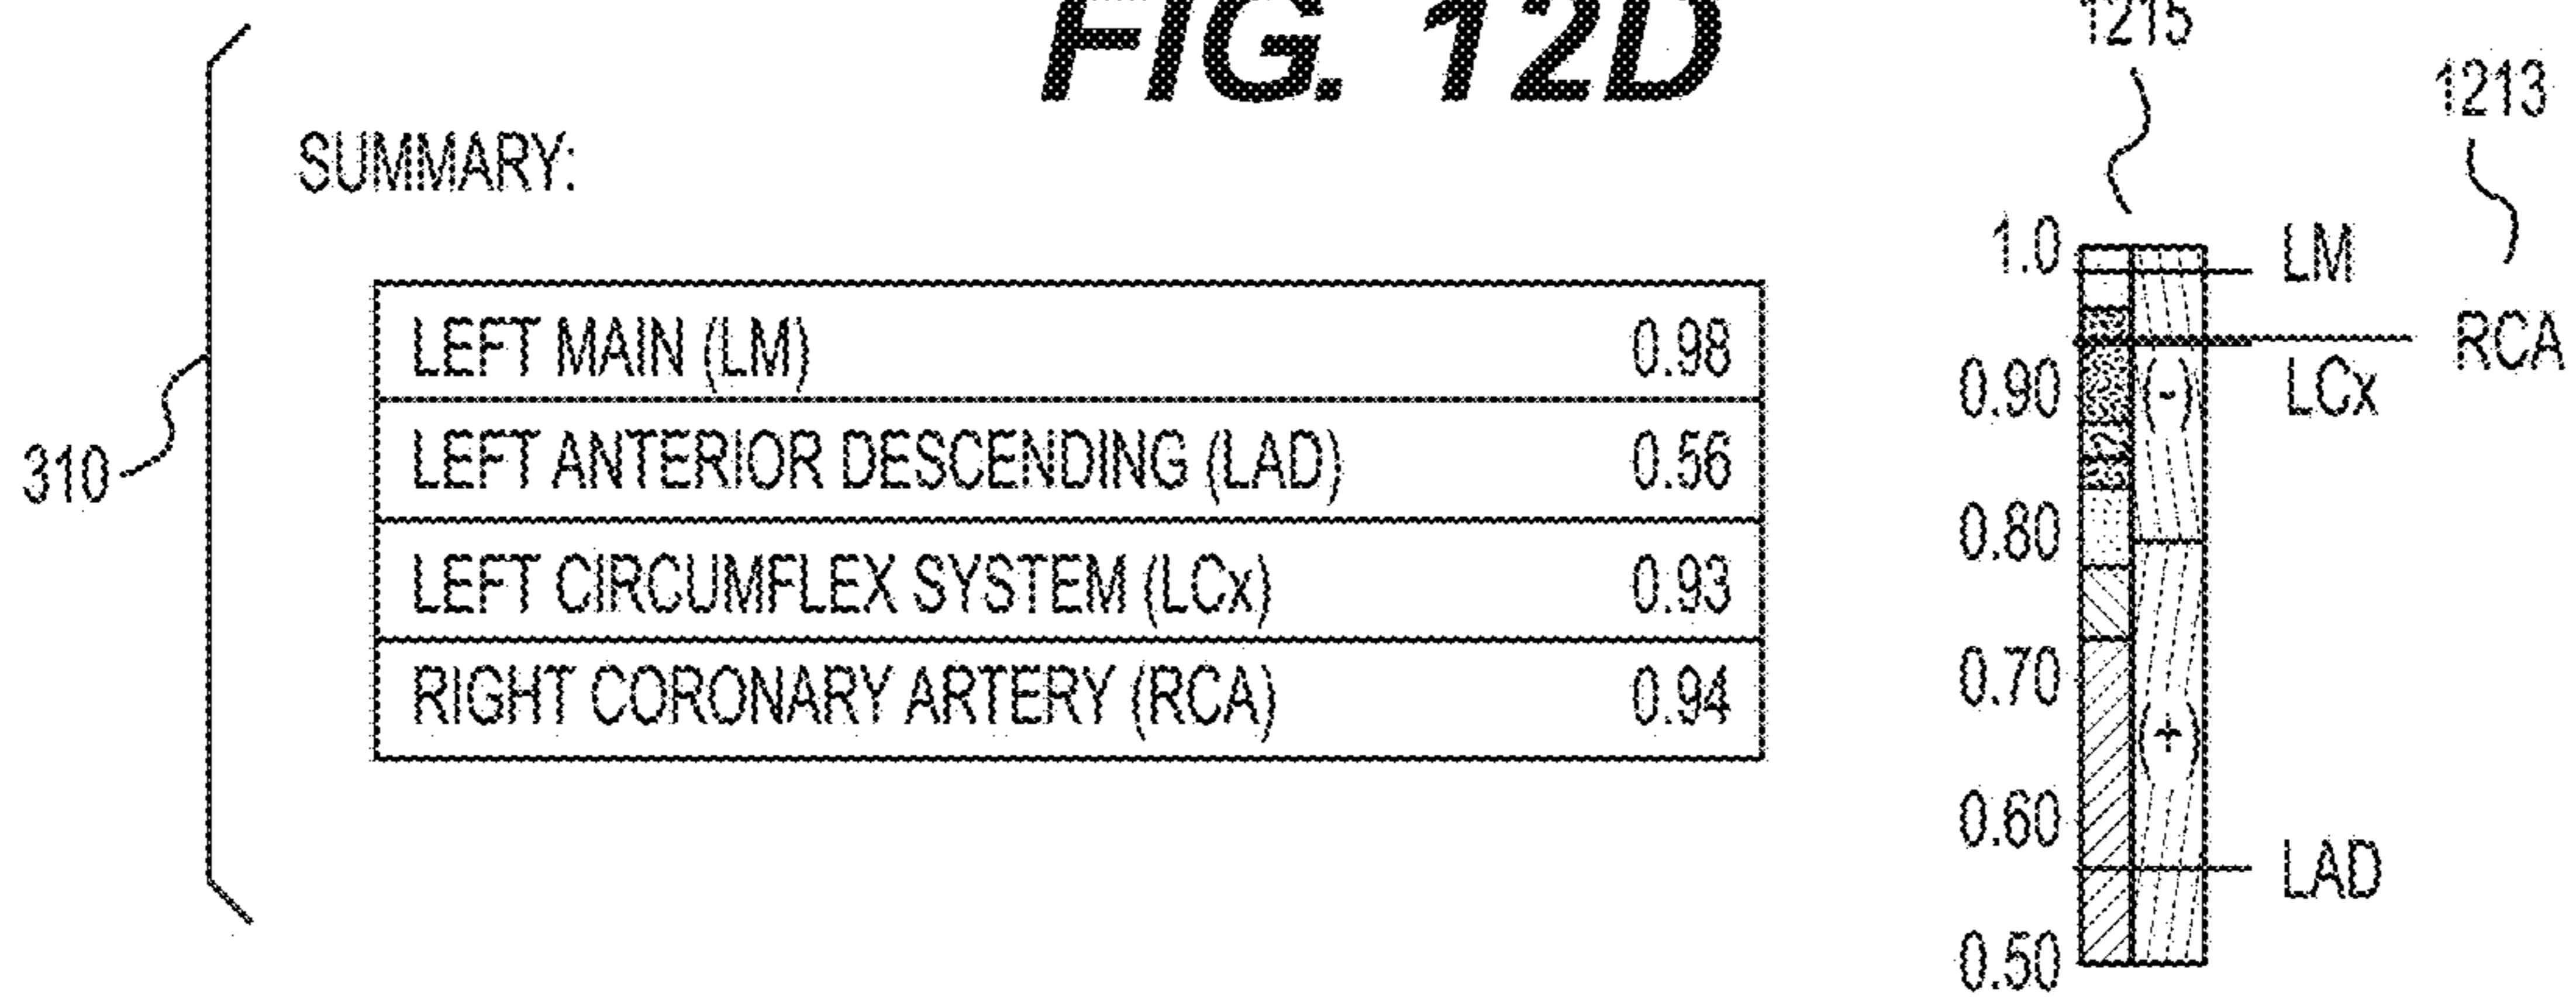 FIG. 12D
1215
1213
SUMMARY:
310
LEFT MAIN (LM) 0.98
LEFT ANTERIOR DESCENDING (LAD) 0.56
LEFT CIRCUMFLEX SYSTEM (LCx) 0.93
RIGHT CORONARY ARTERY (RCA) 0.94
1.0
LM
RCA
0.90
(-)
LCx
0.80
0.70
(+)
0.60
LAD
0.50